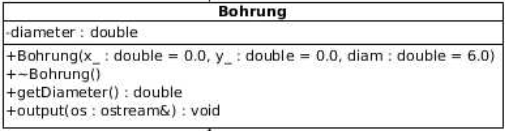 Bohrung
-diameter : double
+Bohrung(x_ : double = 0.0, y_ : double = 0.0, diam : double = 6.0)
+~Bohrung()
+getDiameter() : double
+output(os : ostream&) : void